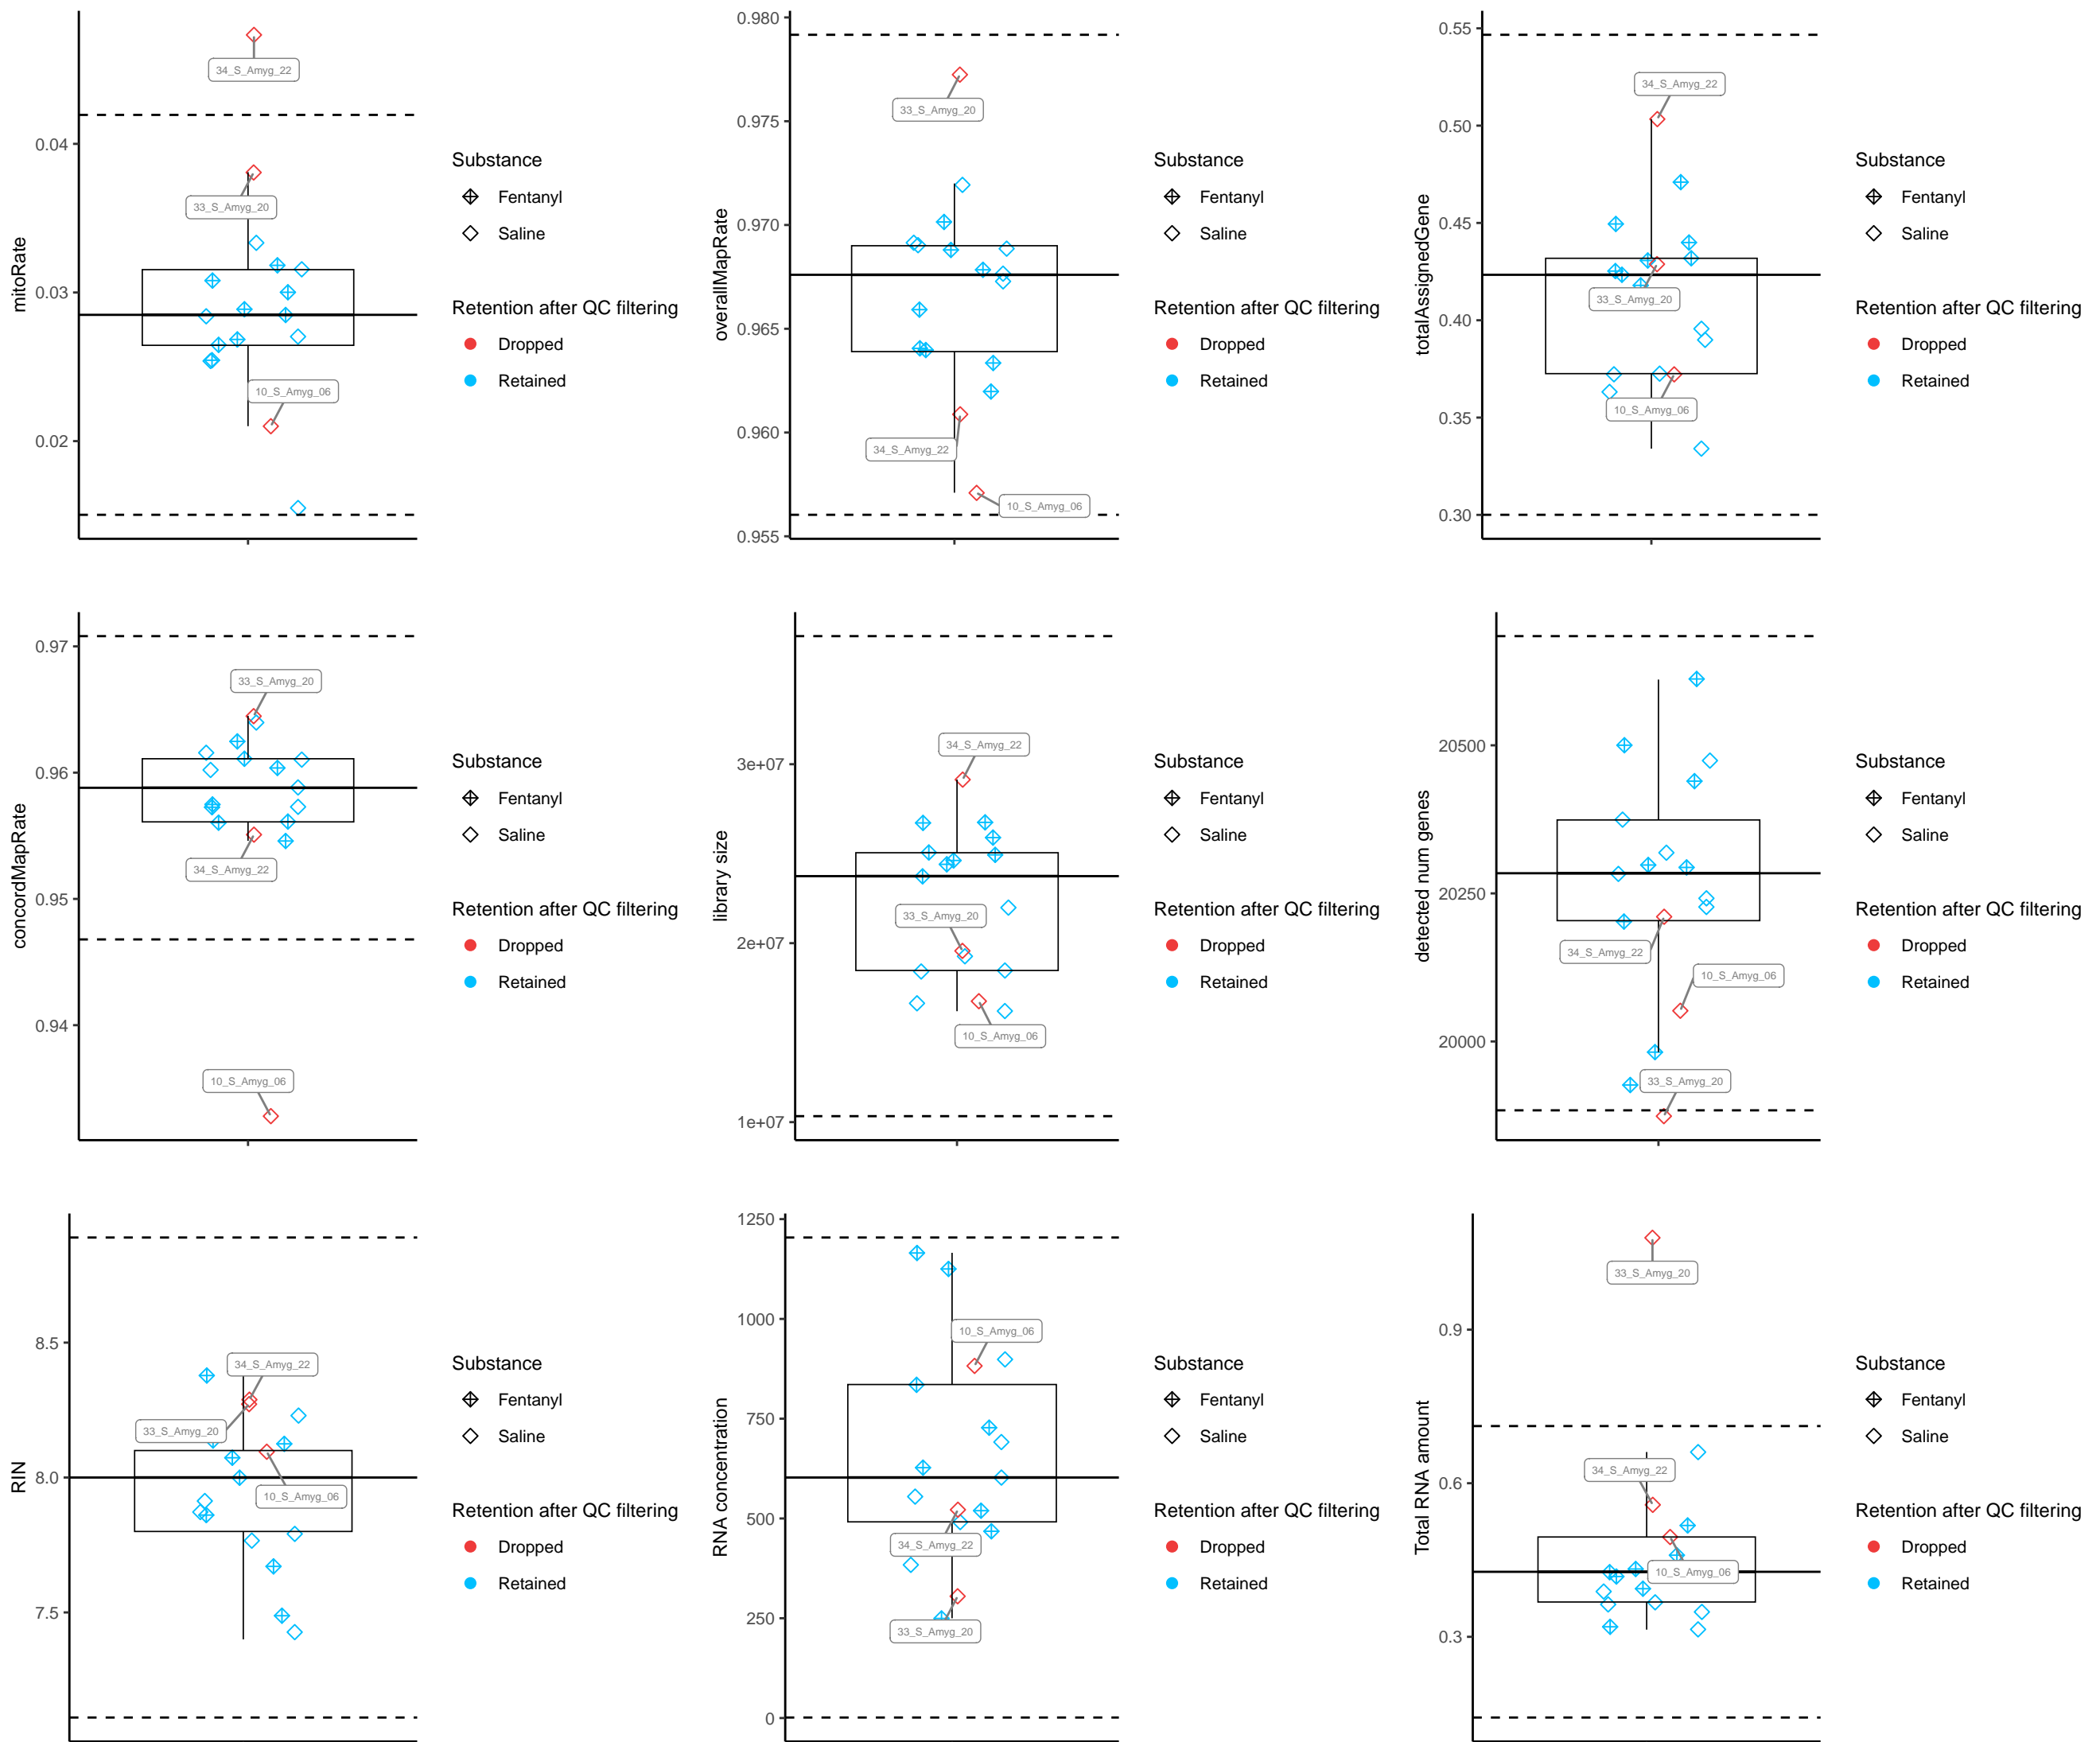 mitoRate
0.04
0.03
0.02
34_S_Amyg_22
33_S_Amyg_20
10_S_Amyg_06
Substance
Fentanyl
Saline
Retention after QC filtering
Dropped
Retained
overallMapRate
0.980
0.975
0.970
0.965
0.960
0.955
33_S_Amyg_20
34_S_Amyg_22
10_S_Amyg_06
Substance
Fentanyl
Saline
Retention after QC filtering
Dropped
Retained
totalAssignedGene
0.55
0.50
0.45
0.40
0.35
0.30
34_S_Amyg_22
33_S_Amyg_20
10_S_Amyg_06
Substance
Fentanyl
Saline
Retention after QC filtering
Dropped
Retained
concordMapRate
0.97
0.96
0.95
0.94
33_S_Amyg_20
34_S_Amyg_22
10_S_Amyg_06
Substance
Fentanyl
Saline
Retention after QC filtering
Dropped
Retained
library size
3e+07
2e+07
1e+07
34_S_Amyg_22
33_S_Amyg_20
10_S_Amyg_06
Substance
Fentanyl
Saline
Retention after QC filtering
Dropped
Retained
detected num genes
20500
20250
20000
34_S_Amyg_22
10_S_Amyg_06
33_S_Amyg_20
Substance
Fentanyl
Saline
Retention after QC filtering
Dropped
Retained
RIN
8.5
8.0
7.5
34_S_Amyg_22
33_S_Amyg_20
10_S_Amyg_06
Substance
Fentanyl
Saline
Retention after QC filtering
Dropped
Retained
RNA concentration
1250
1000
750
500
250
0
10_S_Amyg_06
34_S_Amyg_22
33_S_Amyg_20
Substance
Fentanyl
Saline
Retention after QC filtering
Dropped
Retained
Total RNA amount
0.9
0.6
0.3
33_S_Amyg_20
34_S_Amyg_22
10_S_Amyg_06
Substance
Fentanyl
Saline
Retention after QC filtering
Dropped
Retained